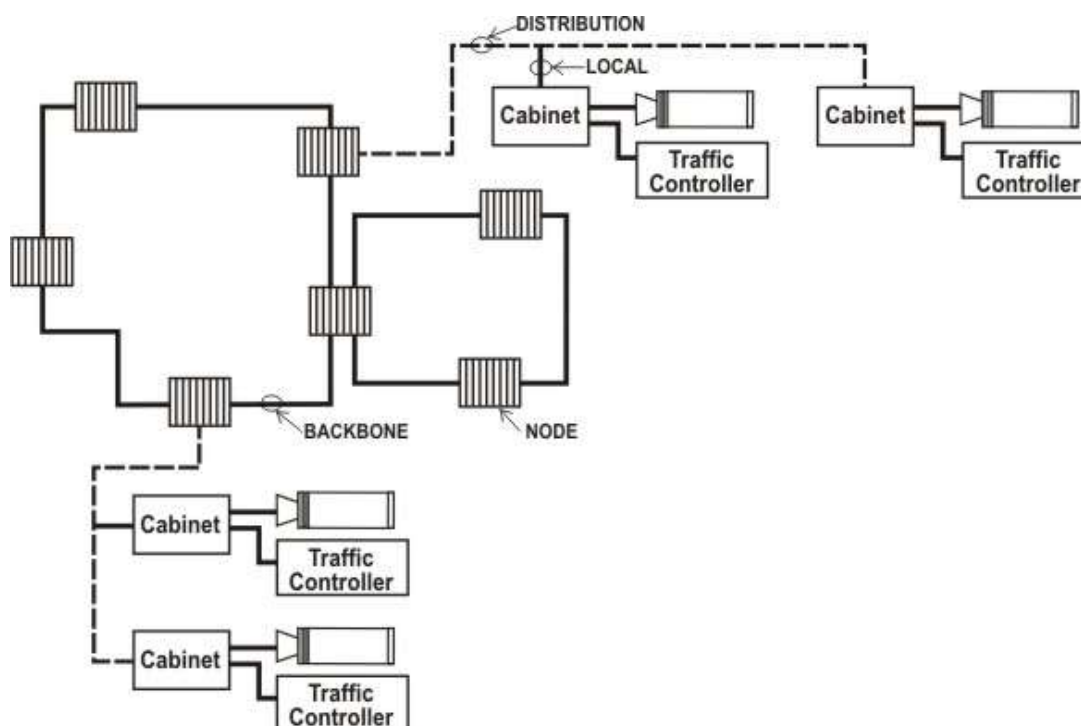 DISTRIBUTION
LOCAL
Cabinet
Traffic
Controller
Cabinet
Traffic
Controller
BACKBONE
NODE
Cabinet
Traffic
Controller
Cabinet
Traffic
Controller